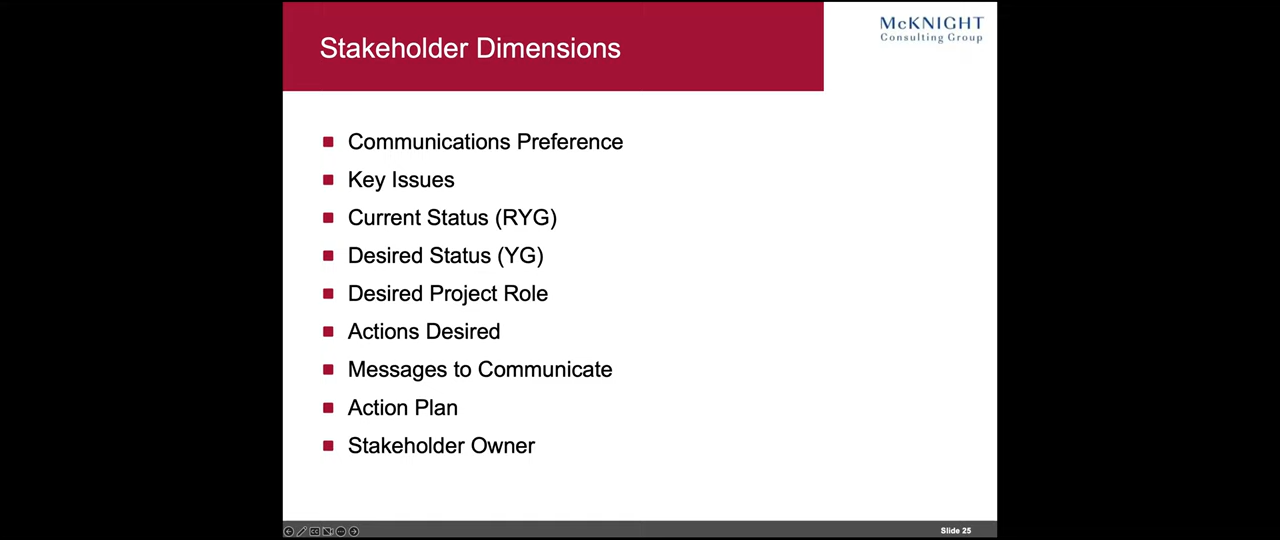 Stakeholder Dimensions
McKNIGHT
Consulting Group
Communications Preference
Key Issues
Current Status (RYG)
Desired Status (YG)
Desired Project Role
Actions Desired
Messages to Communicate
Action Plan
Stakeholder Owner
Slide 25